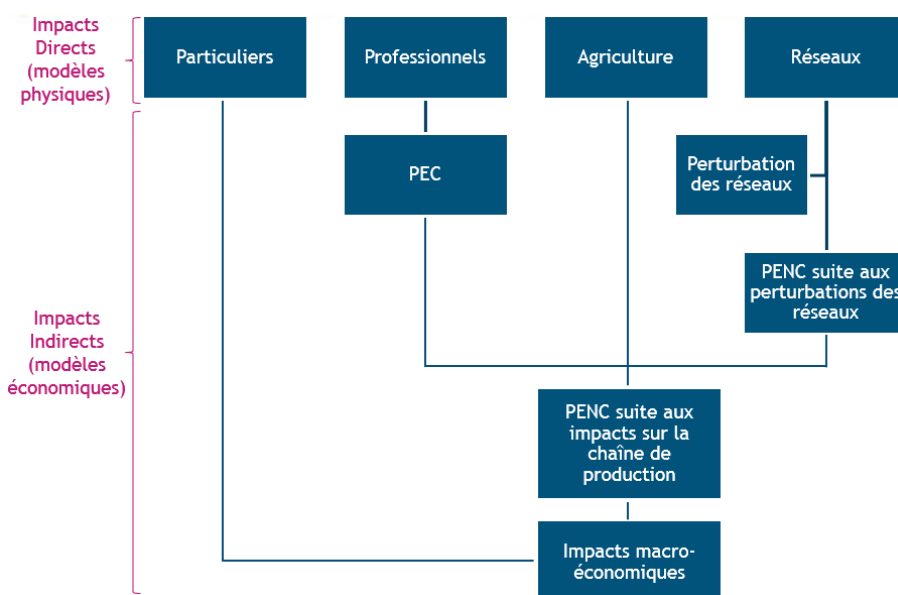 Impacts
Directs
(modèles
physiques)
Particuliers
Professionnels
Agriculture
Réseaux
PEC
Perturbation
des réseaux
PENC suite aux
perturbations des
réseaux
Impacts
Indirects
(modèles
économiques)
PENC suite aux
impacts sur la
chaîne de
production
Impacts macro-
économiques